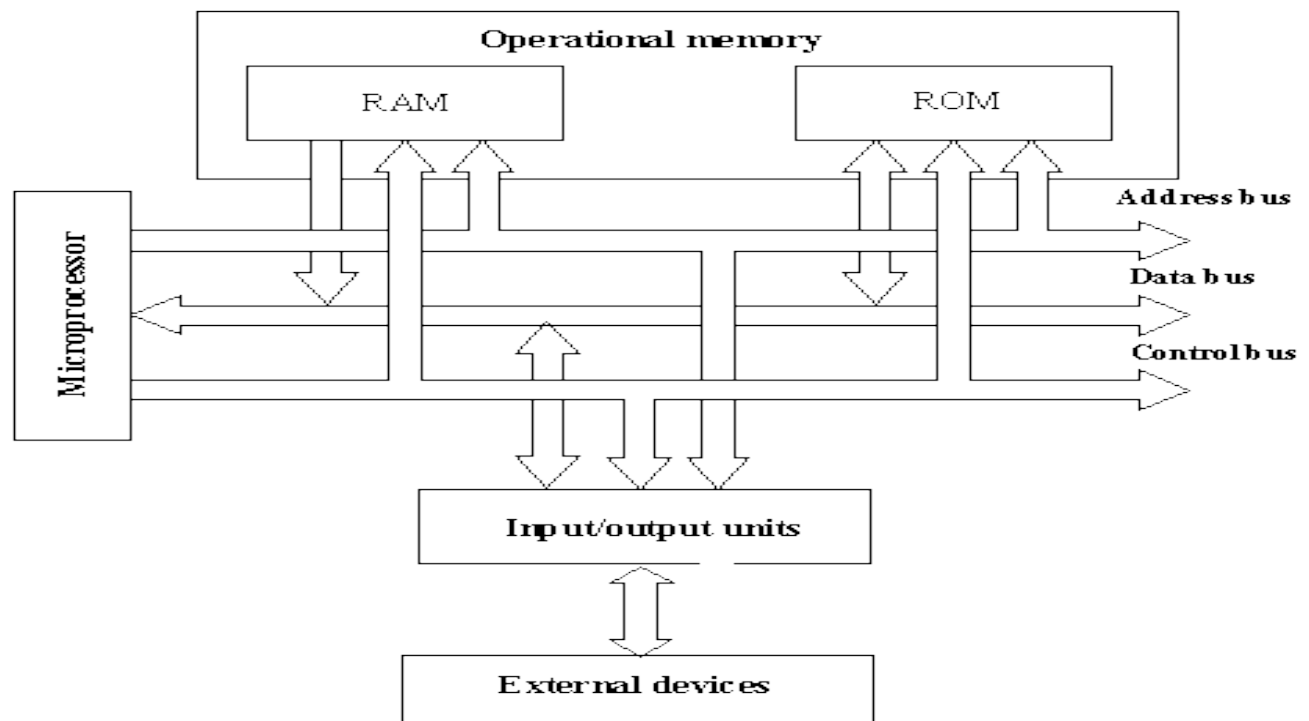 Operational memory
RAM
ROM
Address bus
Microprocessor
Data bus
Control bus
Input/output units
External devices